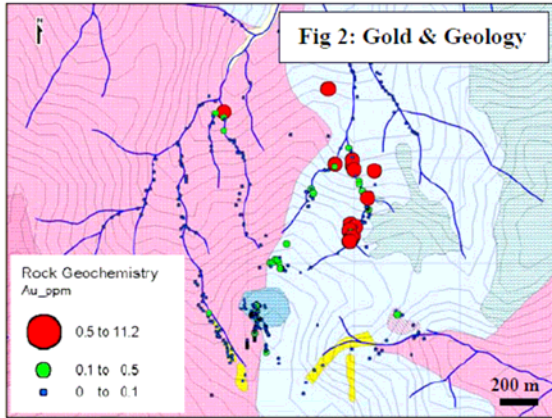 Fig 2: Gold & Geology
Rock Geochemistry
Au_ppm
0.5 to 11.2
0.1 to 0.5
0 to 0.1
200 m